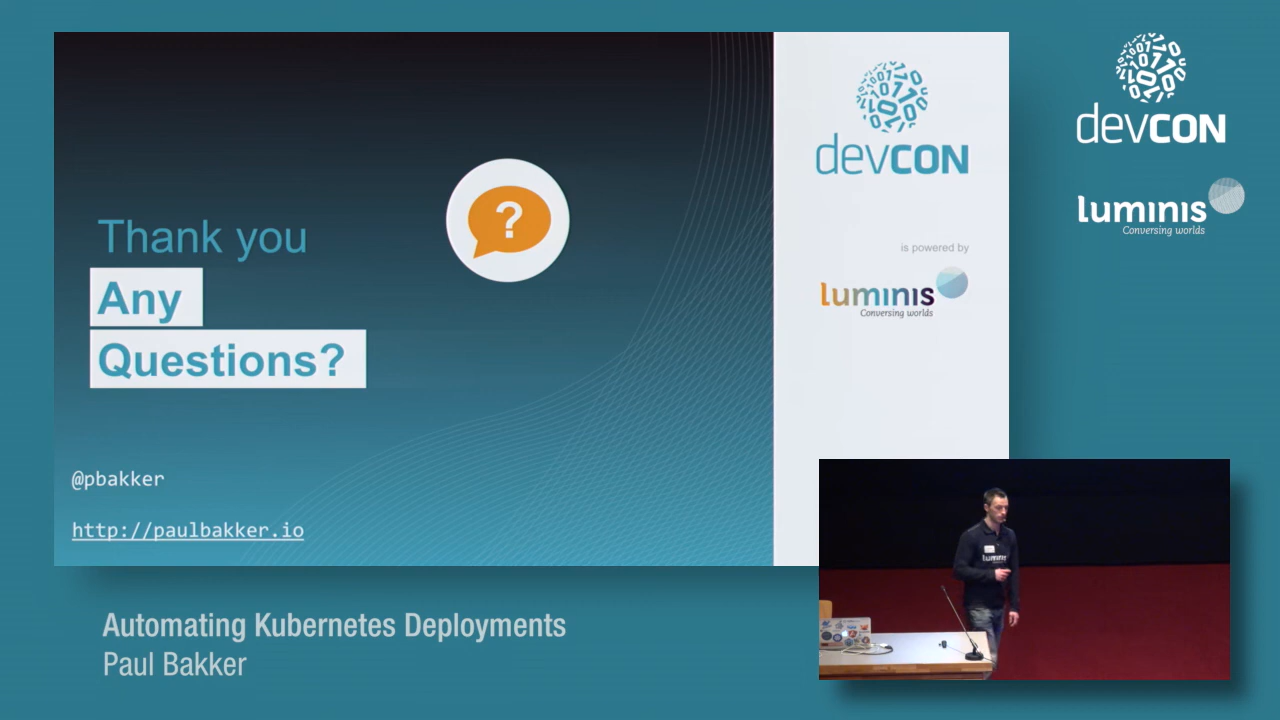 Thank you
Any
Questions?
?
@pbakker
http://paulbakker.io
devcon
is powered by
luminis
Conversing worlds
devcon
luminis
Conversing worlds
luminis
Automating Kubernetes Deployments
Paul Bakker